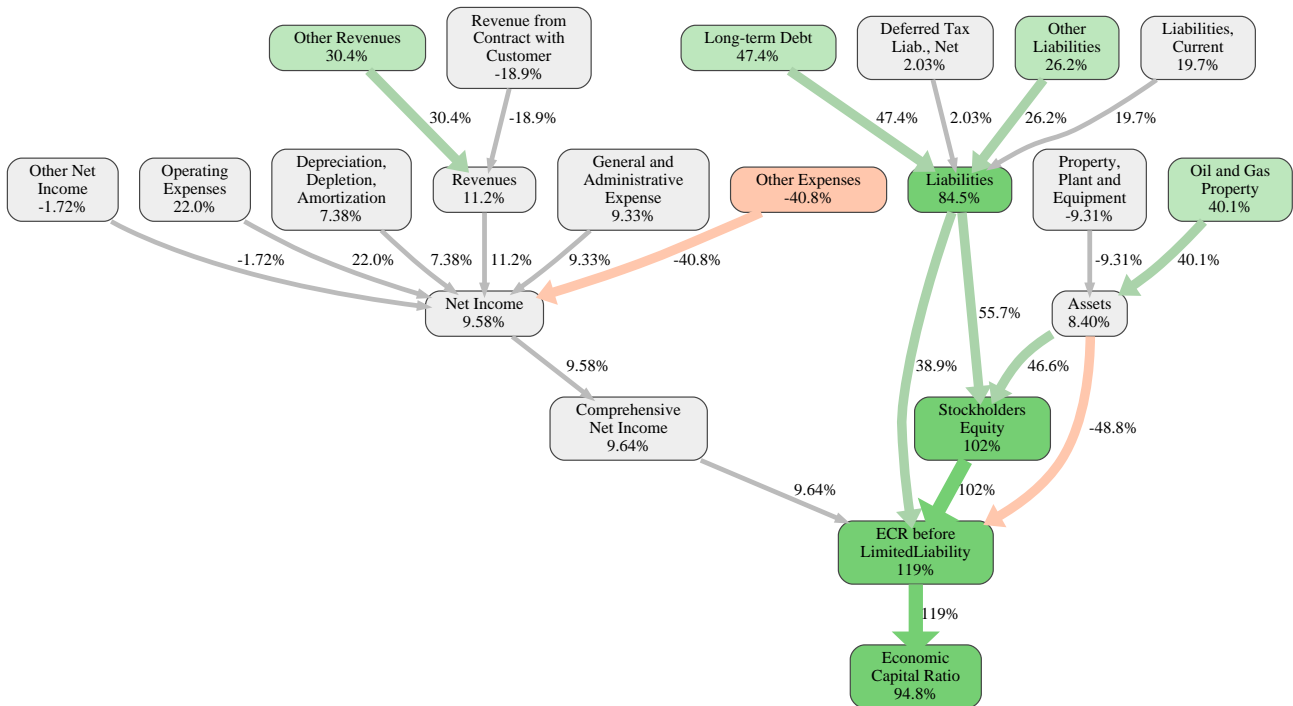 Other Revenues
30.4%
Revenue from
Contract with
Customer
-18.9%
Long-term Debt
47.4%
Deferred Tax
Liab., Net
2.03%
Other
Liabilities
26.2%
Liabilities,
Current
19.7%
30.4%
-18.9%
47.4%
2.03%
26.2%
19.7%
Other Net
Income
-1.72%
Operating
Expenses
22.0%
Depreciation,
Depletion,
Amortization
7.38%
Revenues
11.2%
General and
Administrative
Expense
9.33%
Other Expenses
-40.8%
Liabilities
84.5%
Property,
Plant and
Equipment
-9.31%
Oil and Gas
Property
40.1%
-1.72%
22.0%
7.38%
11.2%
9.33%
-40.8%
-9.31%
40.1%
Net Income
9.58%
55.7%
Assets
8.40%
9.58%
38.9%
46.6%
Comprehensive
Net Income
9.64%
Stockholders
Equity
102%
-48.8%
9.64%
102%
ECR before
LimitedLiability
119%
119%
Economic
Capital Ratio
94.8%